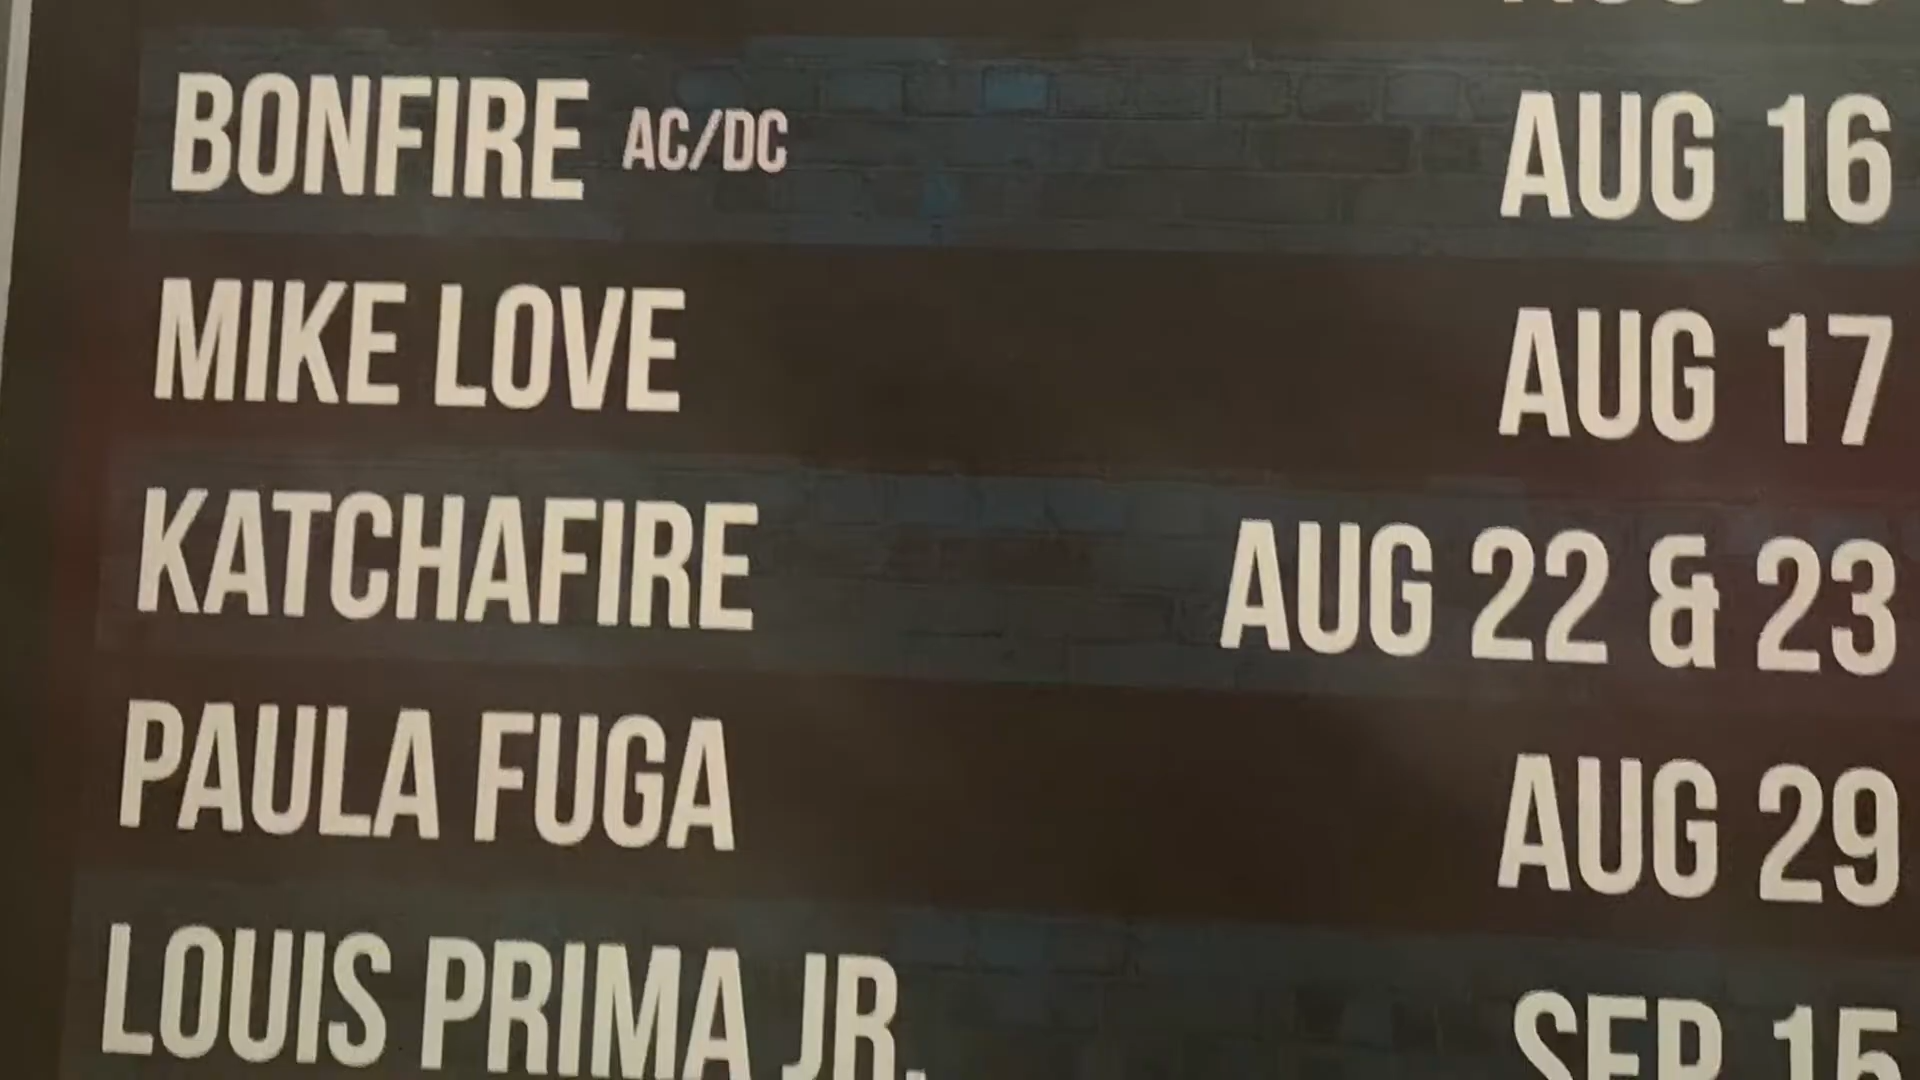 BONFIRE AC/DC AUG 16
MIKE LOVE AUG 17
KATCHAFIRE AUG 22 & 23
PAULA FUGA AUG 29
LOUIS PRIMA JR. SEP 15